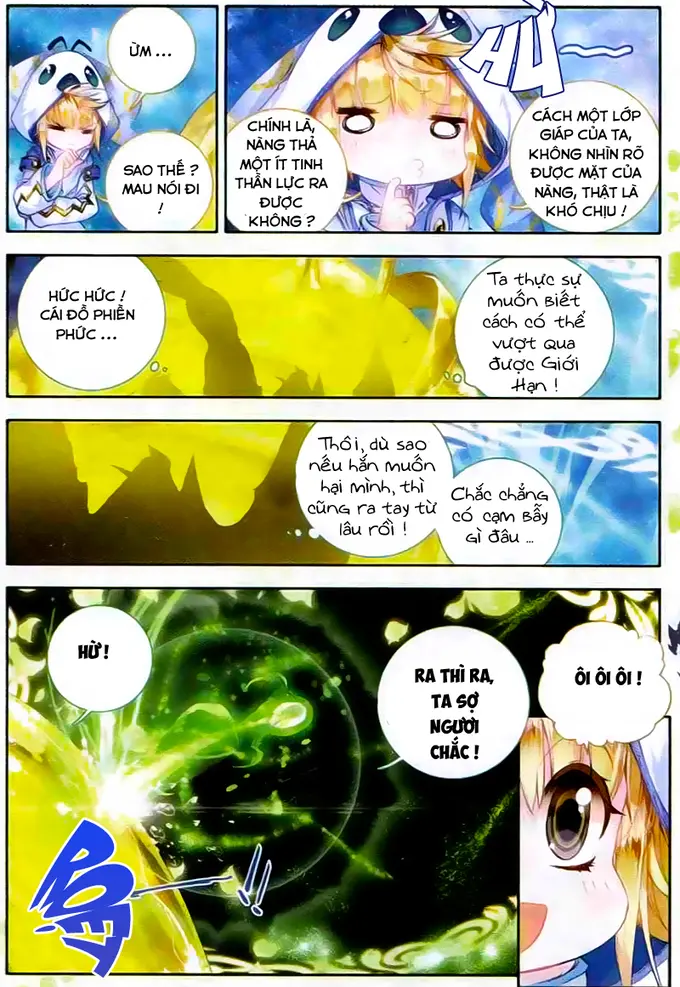 ỪM ...
SAO THẾ ?
MAU NÓI ĐI
!
HỪ
CHÍNH LÀ,
NÀNG THẢ
MỘT ÍT TINH
THẦN LỰC RA
ĐƯỢC
KHÔNG ?
CÁCH MỘT LỚP
GIÁP CỦA TA,
KHÔNG NHÌN RÕ
ĐƯỢC MẶT CỦA
NÀNG, THẬT LÀ
KHÓ CHỊU !
HỨC HỨC !
CÁI ĐỒ PHIỀN
PHỨC ...
Ta thực sự
muốn biết
cách có thể
vượt qua
được Giới
Hạn !
Thôi, dù sao
nếu hắn muốn
hại mình, thì
cũng ra tay từ
lâu rồi !
Chắc chẳng
có cạm bẫy
gì đâu ...
HỪ !
RA THÌ RA,
TA SỢ
NGƯƠI
CHẮC !
ÔI ÔI ÔI !
!!